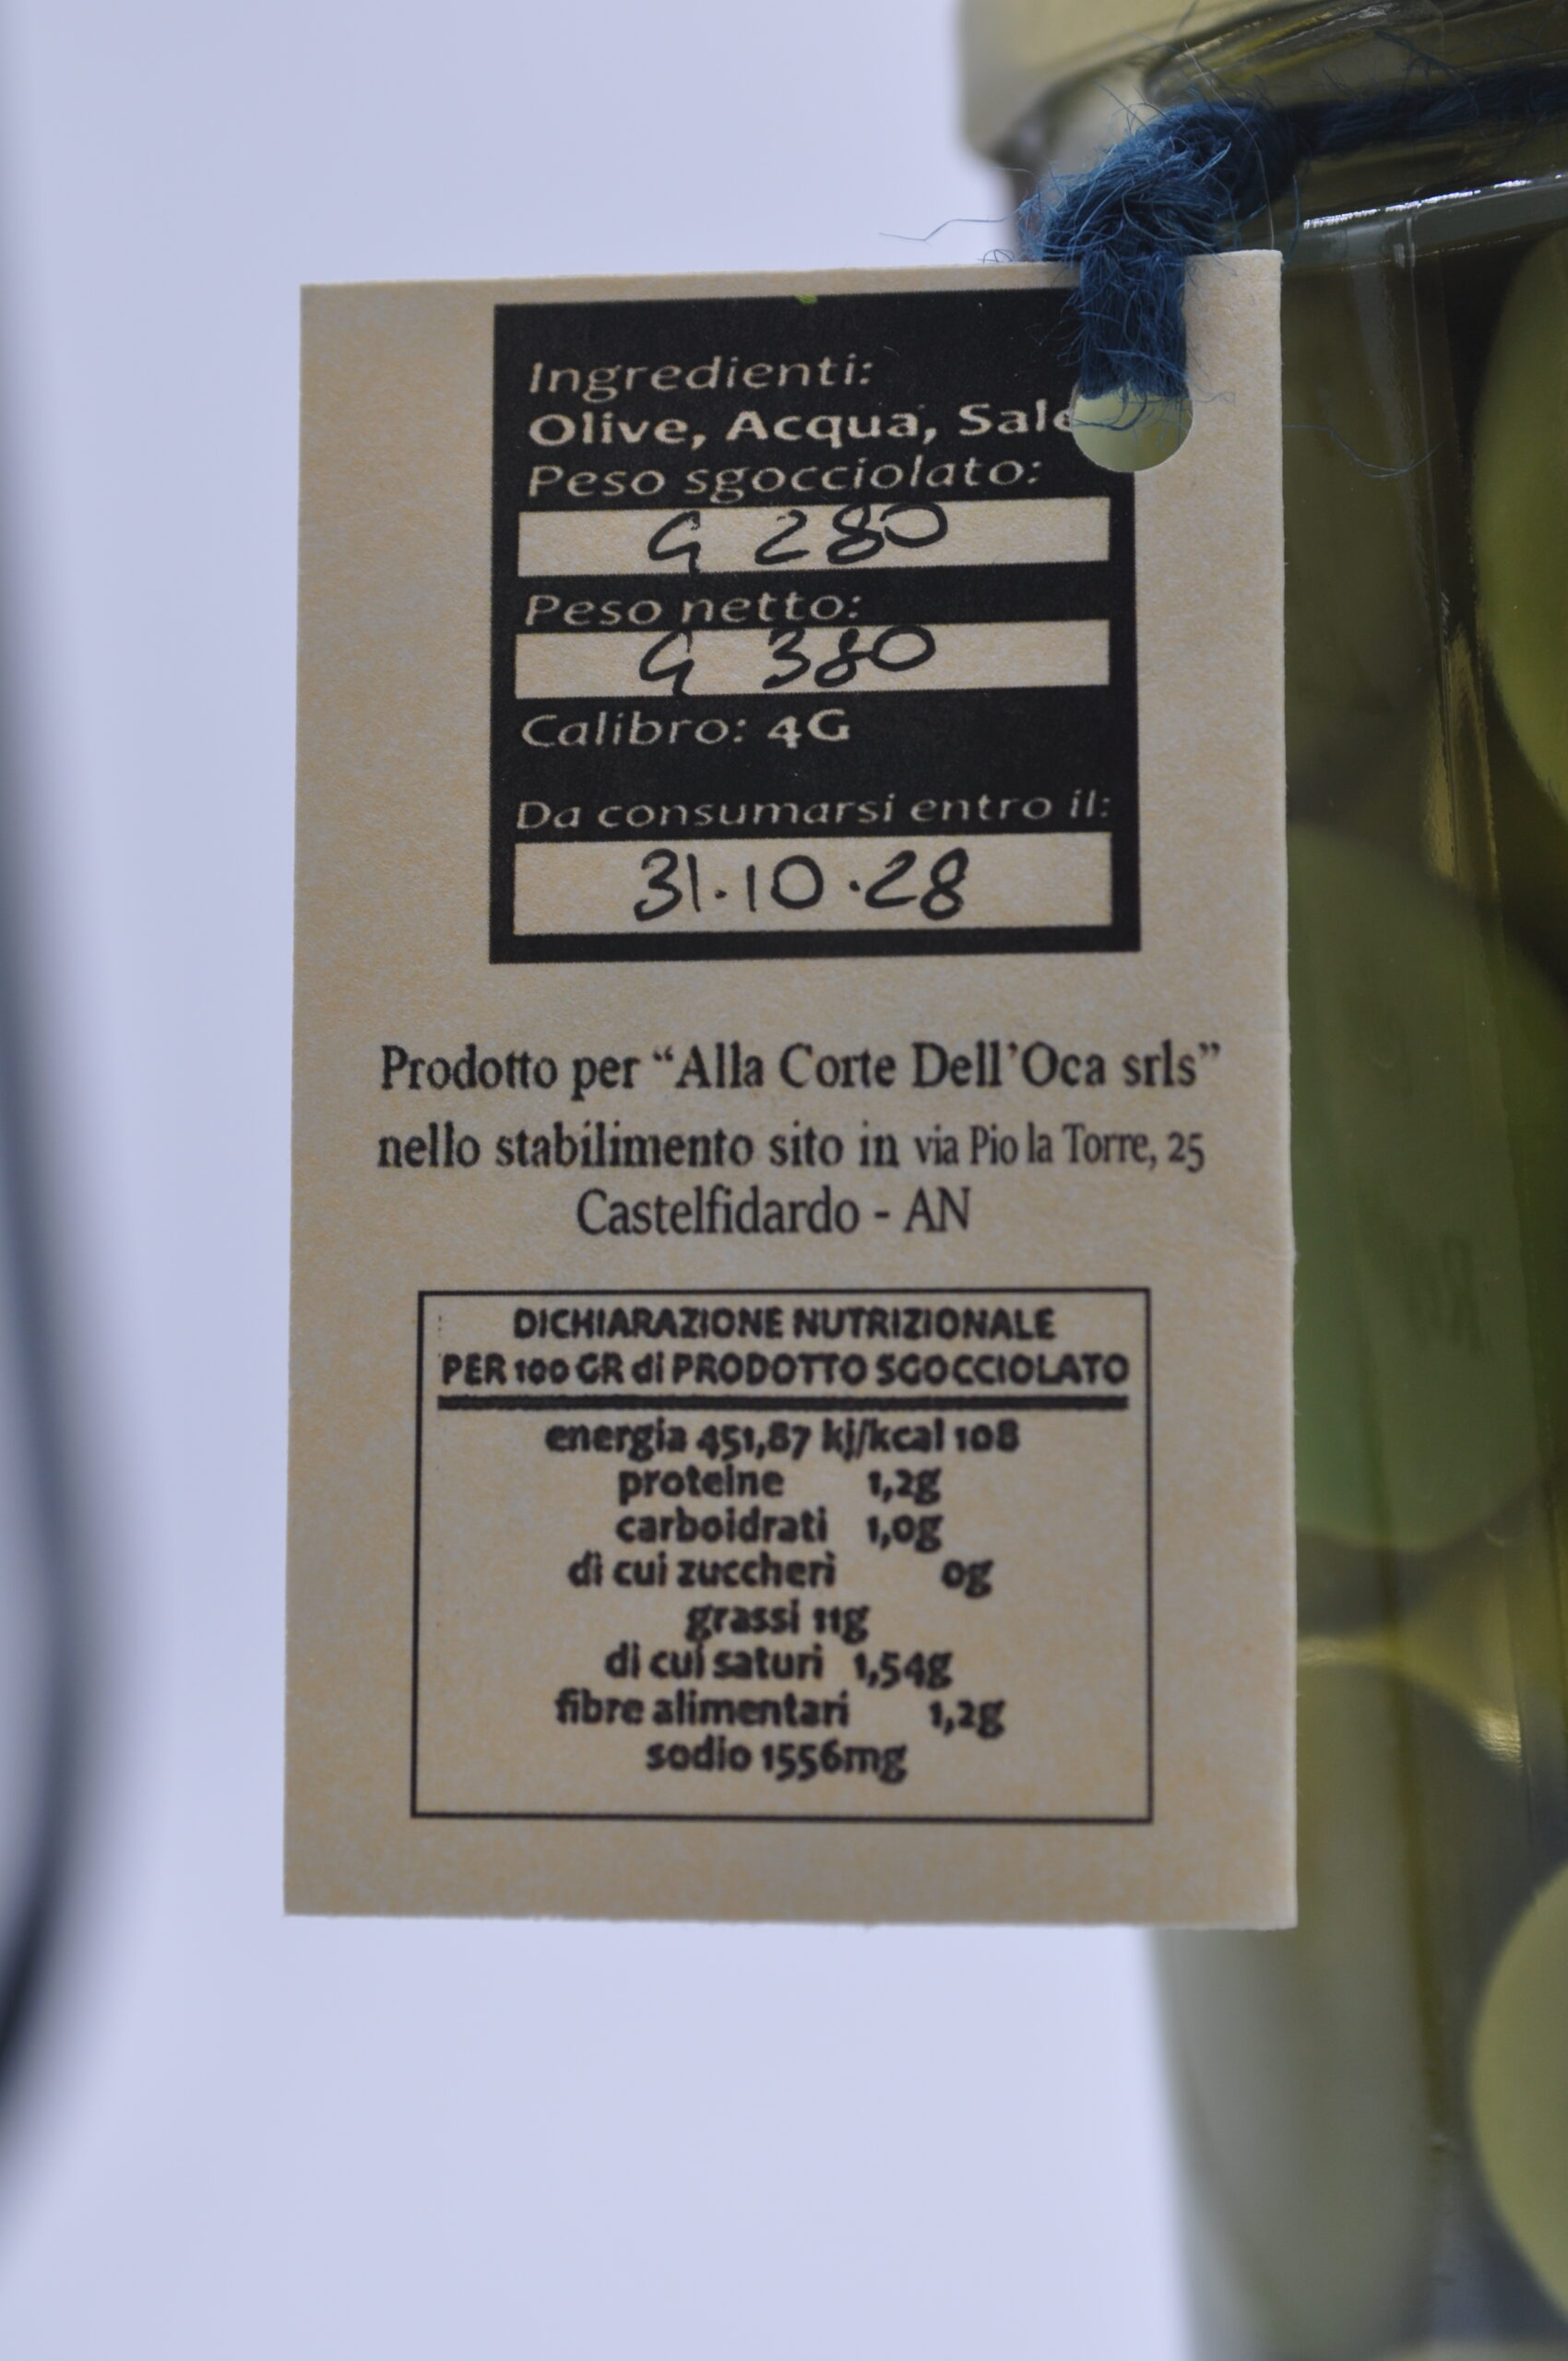 Ingredienti:
Olive, Acqua, Sale
Peso sgocciolato:
G 280
Peso netto:
G 380
Calibro: 4G
Da consumarsi entro il:
31.10.28
Prodotto per “Alla Corte Dell’Oca srls”
nello stabilimento sito in via Pio la Torre, 25
Castelfidardo - AN
DICHIARAZIONE NUTRIZIONALE
PER 100 GR di PRODOTTO SGOCCIOLATO
energia 451,87 kj/kcal 108
proteine 1,2g
carboidrati 1,0g
di cui zuccheri 0g
grassi 11g
di cui saturi 1,54g
fibre alimentari 1,2g
sodio 1556mg